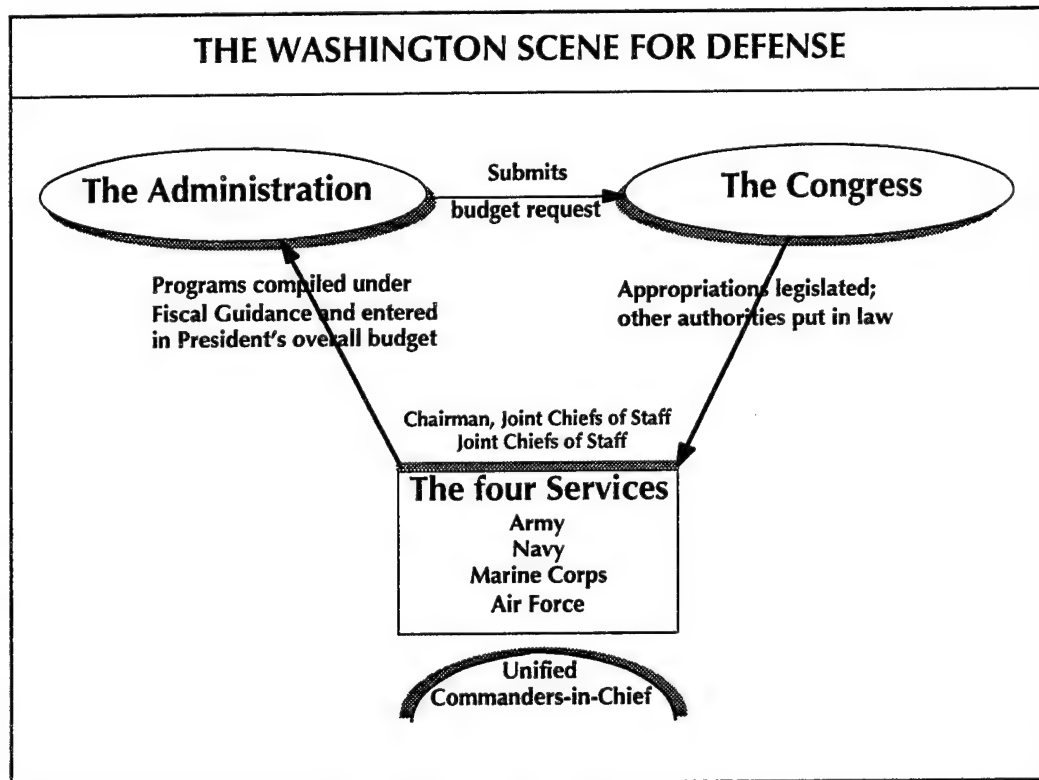 THE WASHINGTON SCENE FOR DEFENSE
The Administration
Submits
budget request
The Congress
Programs compiled under
Fiscal Guidance and entered
in President's overall budget
Appropriations legislated;
other authorities put in law
Chairman, Joint Chiefs of Staff
Joint Chiefs of Staff
The four Services
Army
Navy
Marine Corps
Air Force
Unified
Commanders-in-Chief